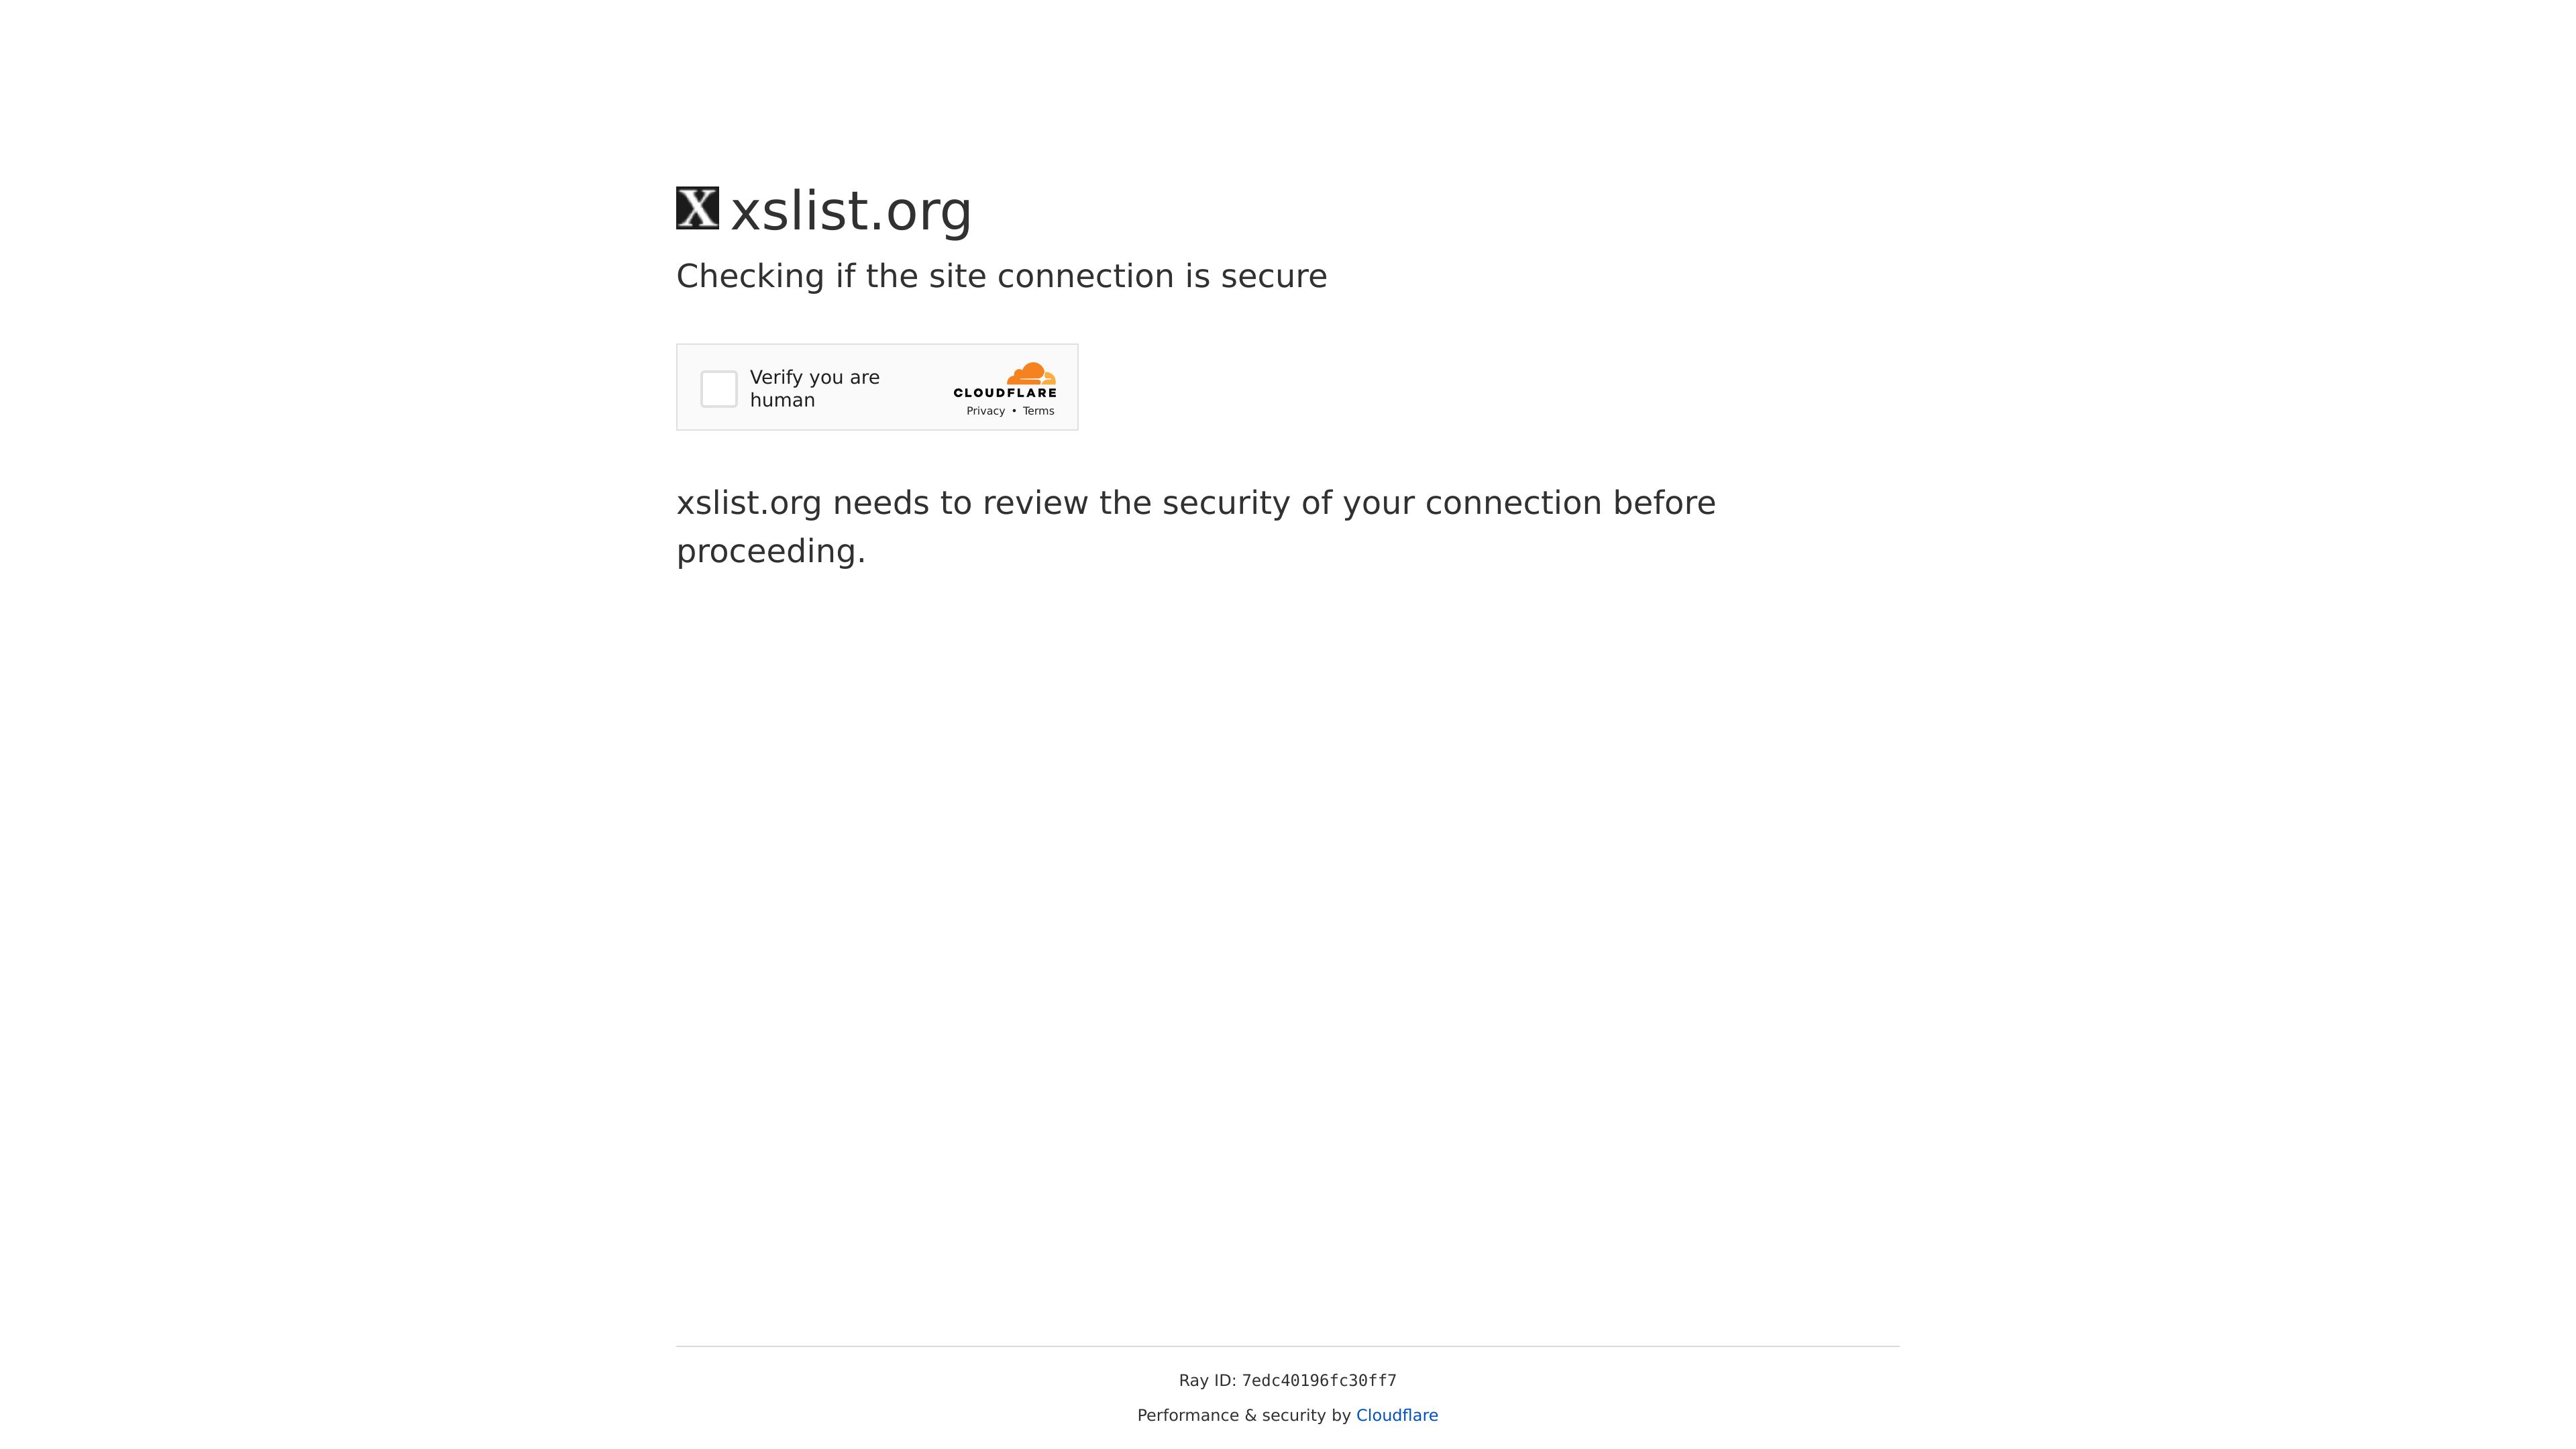 X xslist.org
Checking if the site connection is secure
Verify you are
human
CLOUDFLARE
Privacy • Terms
xslist.org needs to review the security of your connection before
proceeding.
Ray ID: 7edc40196fc30ff7
Performance & security by Cloudflare